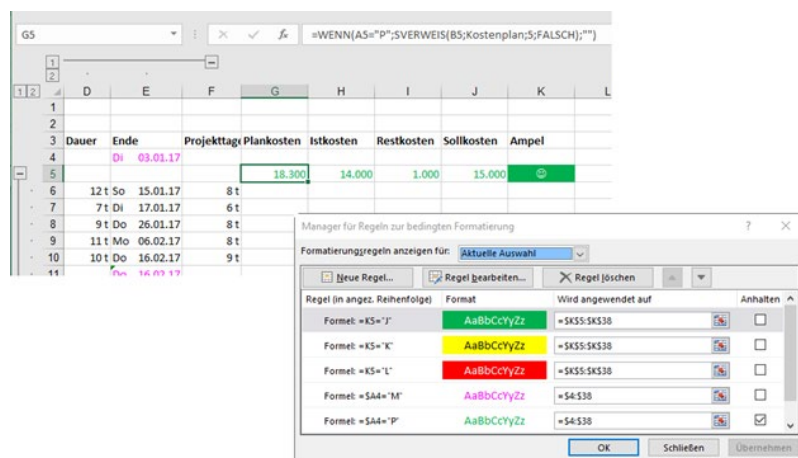 G5 fx =WENN(A5="P";SVERWEIS(B5;Kostenplan;5;FALSCH);"")
1
2
1 2 D E F G H I J K L
1
2
3 Dauer Ende Projekttage Plankosten Istkosten Restkosten Sollkosten Ampel
4 Di 03.01.17
5 18.300 14.000 1.000 15.000 ☺
6 12 t So 15.01.17 8 t
7 7 t Di 17.01.17 6 t
8 9 t Do 26.01.17 8 t
9 11 t Mo 06.02.17 8 t
10 10 t Do 16.02.17 9 t
11 Do 16.02.17
Manager für Regeln zur bedingten Formatierung ? ×
Formatierungsregeln anzeigen für: Aktuelle Auswahl
Neue Regel... Regel bearbeiten... Regel löschen
Regel (in angez. Reihenfolge) Format Wird angewendet auf Anhalten
Formel: =K5="J" AaBbCcYyZz =$K$5:$K$38
Formel: =K5="K" AaBbCcYyZz =$K$5:$K$38
Formel: =K5="L" AaBbCcYyZz =$K$5:$K$38
Formel: =$A4="M" AaBbCcYyZz =$4:$38
Formel: =$A4="P" AaBbCcYyZz =$4:$38
OK Schließen Übernehmen